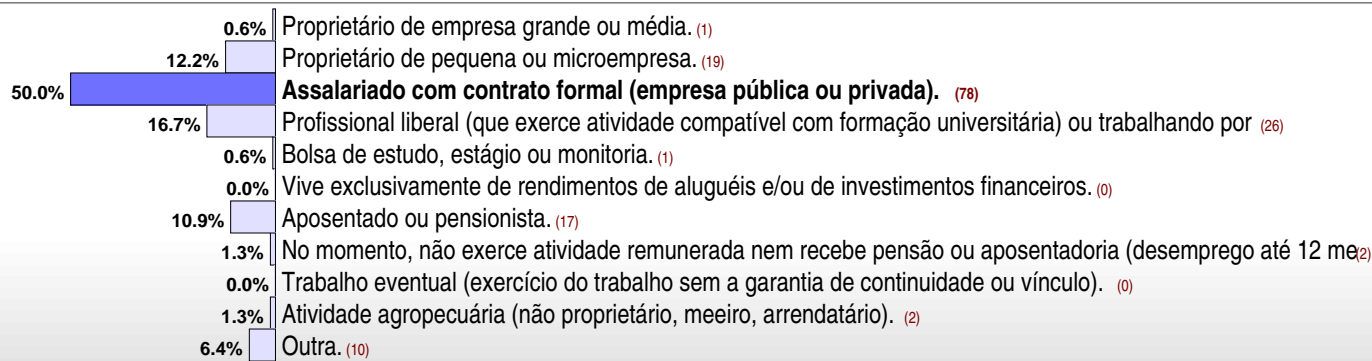 0.6% Proprietário de empresa grande ou média. (1)
12.2% Proprietário de pequena ou microempresa. (19)
50.0% Assalariado com contrato formal (empresa pública ou privada). (78)
16.7% Profissional liberal (que exerce atividade compatível com formação universitária) ou trabalhando por (26)
0.6% Bolsa de estudo, estágio ou monitoria. (1)
0.0% Vive exclusivamente de rendimentos de aluguéis e/ou de investimentos financeiros. (0)
10.9% Aposentado ou pensionista. (17)
1.3% No momento, não exerce atividade remunerada nem recebe pensão ou aposentadoria (desemprego até 12 me(2)
0.0% Trabalho eventual (exercício do trabalho sem a garantia de continuidade ou vínculo). (0)
1.3% Atividade agropecuária (não proprietário, meeiro, arrendatário). (2)
6.4% Outra. (10)